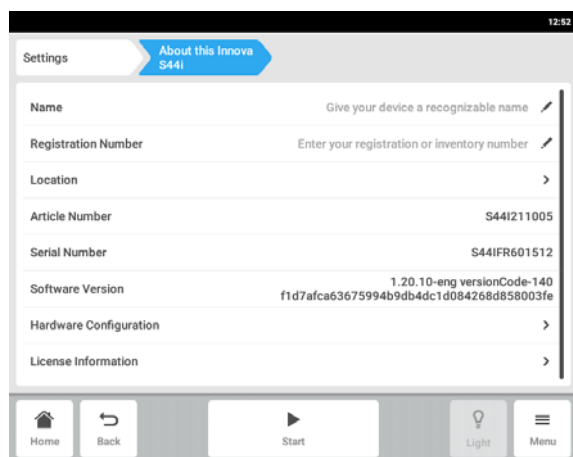 12:52
Settings
About this Innova
S44i
Name Give your device a recognizable name
Registration Number Enter your registration or inventory number
Location
Article Number S44I211005
Serial Number S44IFR601512
Software Version 1.20.10-eng versionCode-140
f1d7afca63675994b9db4dc1d084268d858003fe
Hardware Configuration
License Information
Home Back Start Light Menu